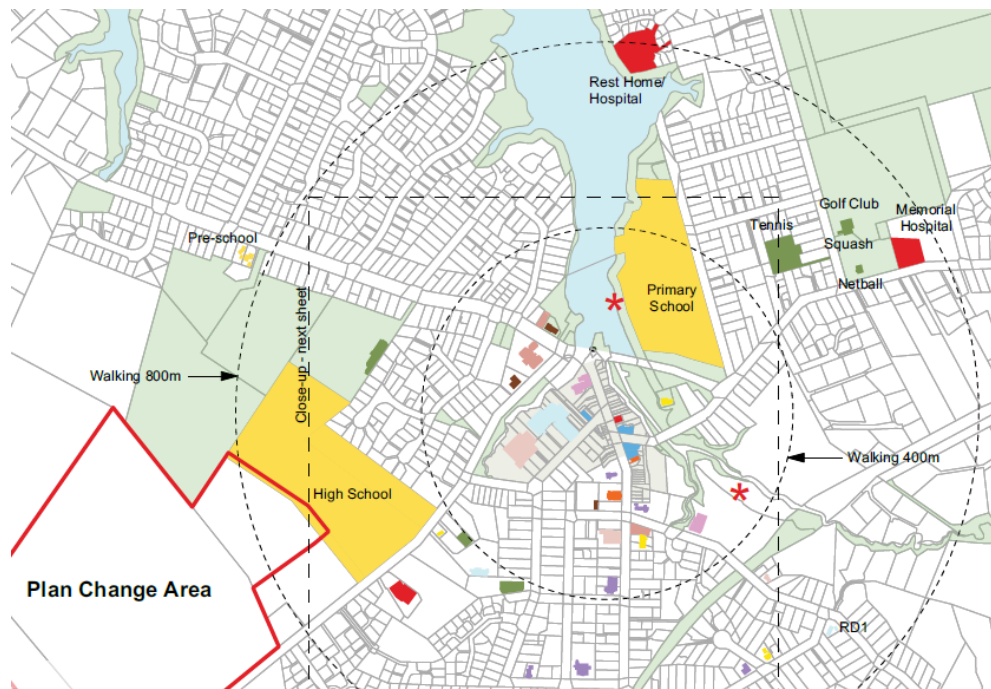 Rest Home/
Hospital
Golf Club
Memorial
Hospital
Tennis
Squash
Netball
Pre-school
Primary
School
Close-up - next sheet
Walking 800m
Walking 400m
High School
Plan Change Area
RD1